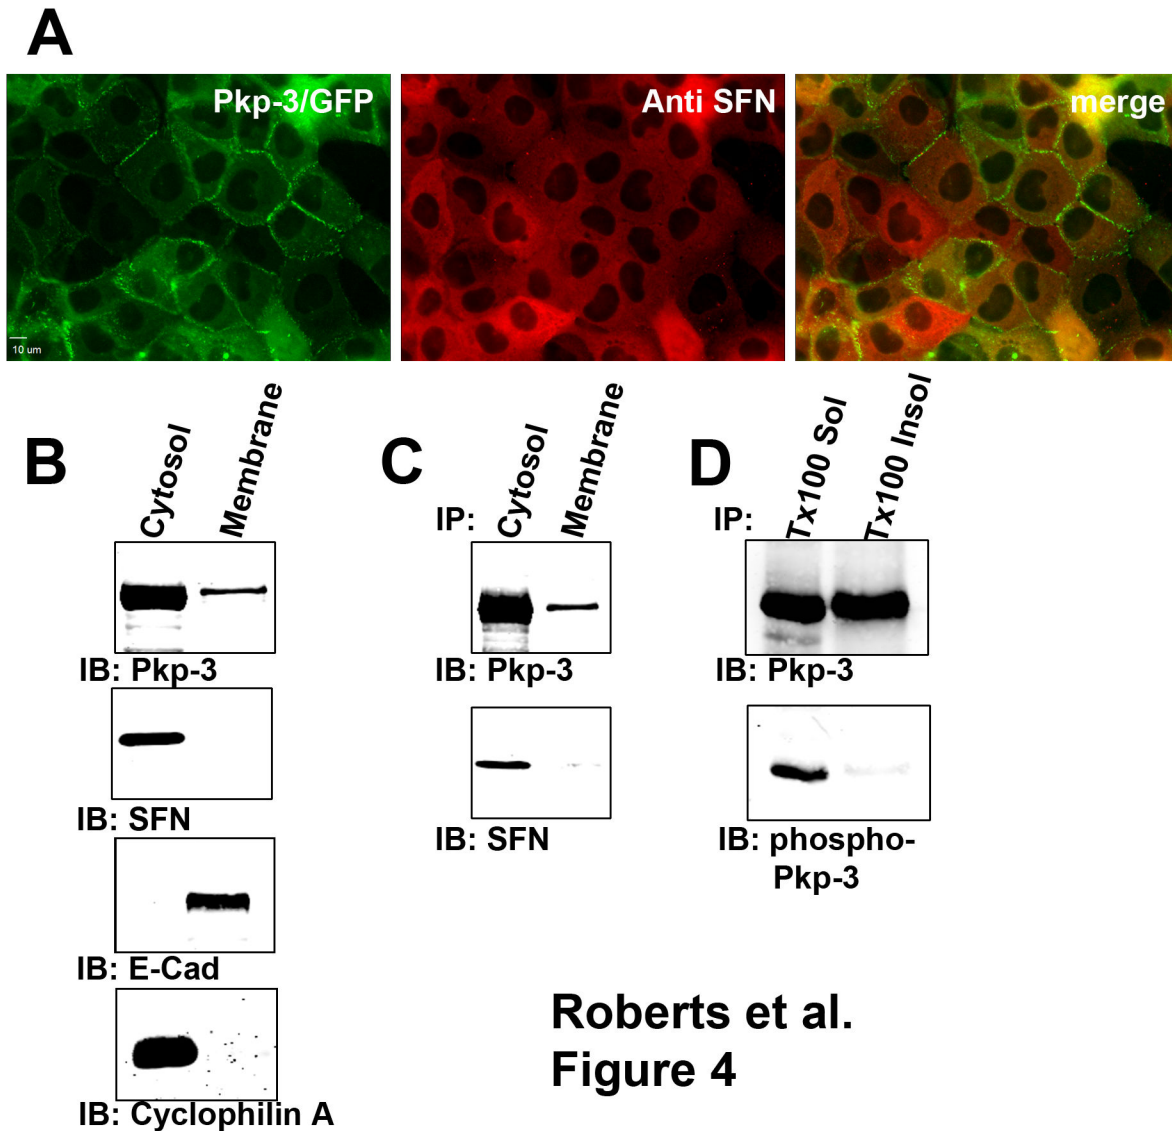 A
Pkp-3/GFP
Anti SFN
merge
10 um
B
Cytosol
Membrane
IB: Pkp-3
IB: SFN
IB: E-Cad
IB: Cyclophilin A
C
IP:
Cytosol
Membrane
IB: Pkp-3
IB: SFN
D
IP:
Tx100 Sol
Tx100 Insol
IB: Pkp-3
IB: phospho-
Pkp-3
Roberts et al.
Figure 4